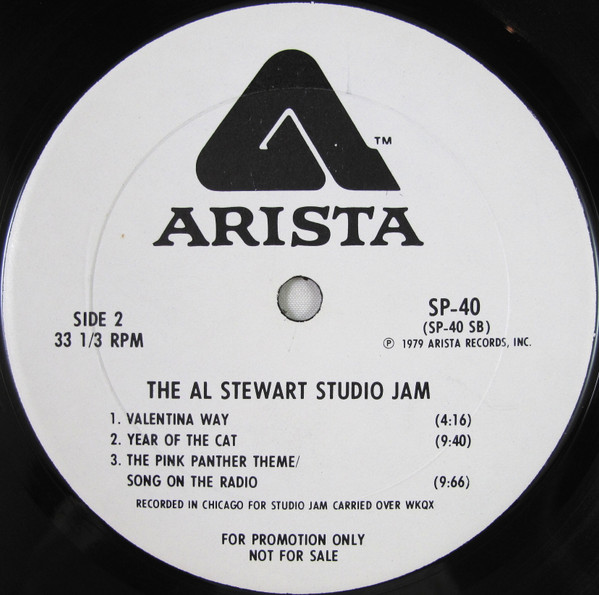 TM
ARISTA
SIDE 2
33 1/3 RPM
SP-40
(SP-40 SB)
℗ 1979 ARISTA RECORDS, INC.
THE AL STEWART STUDIO JAM
1. VALENTINA WAY (4:16)
2. YEAR OF THE CAT (9:40)
3. THE PINK PANTHER THEME/
SONG ON THE RADIO (9:66)
RECORDED IN CHICAGO FOR STUDIO JAM CARRIED OVER WKQX
FOR PROMOTION ONLY
NOT FOR SALE